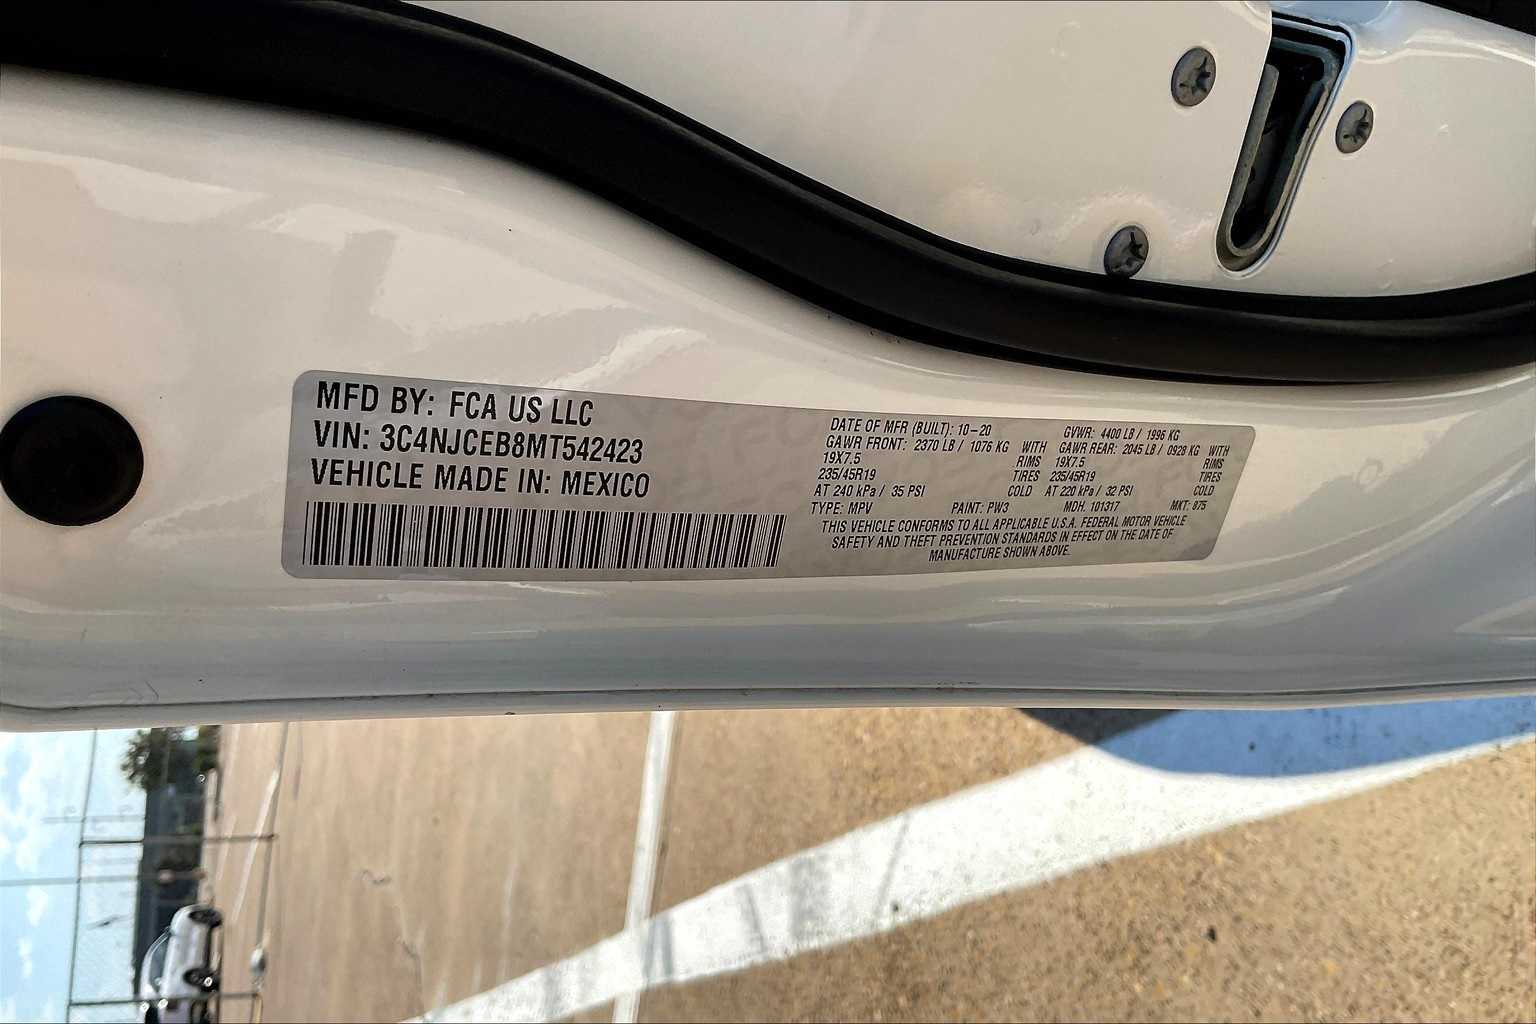 MFD BY: FCA US LLC
VIN: 3C4NJCEB8MT542423
VEHICLE MADE IN: MEXICO
DATE OF MFR (BUILT): 10-20 GVWR: 4400 LB / 1996 KG
GAWR FRONT: 2370 LB / 1076 KG WITH GAWR REAR: 2045 LB / 0928 KG WITH
19X7.5 RIMS 19X7.5 RIMS
235/45R19 TIRES 235/45R19 TIRES
AT 240 kPa / 35 PSI COLD AT 220 kPa / 32 PSI COLD
TYPE: MPV PAINT: PW3 MDH. 101317 MKT: 875
THIS VEHICLE CONFORMS TO ALL APPLICABLE U.S.A. FEDERAL MOTOR VEHICLE
SAFETY AND THEFT PREVENTION STANDARDS IN EFFECT ON THE DATE OF
MANUFACTURE SHOWN ABOVE.